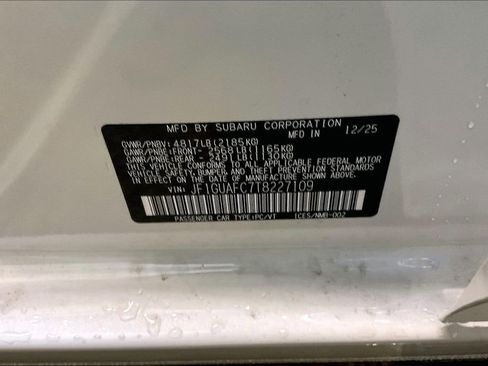 MFD BY SUBARU CORPORATION
MFD IN 12/25
GVWR/PNBV: 4817LB(2185KG)
GAWR/PNBE:FRONT- 2568LB(1165KG)
GAWR/PNBE:REAR - 2491LB(1130KG)
THIS VEHICLE CONFORMS TO ALL APPLICABLE FEDERAL MOTOR
VEHICLE SAFETY, BUMPER AND THEFT PREVENTION
STANDARDS IN EFFECT ON THE DATE OF
MANUFACTURE SHOWN ABOVE.
VIN: JF1GUAFC7T8227109
PASSENGER CAR TYPE:PC/VT ICES/NMB-002